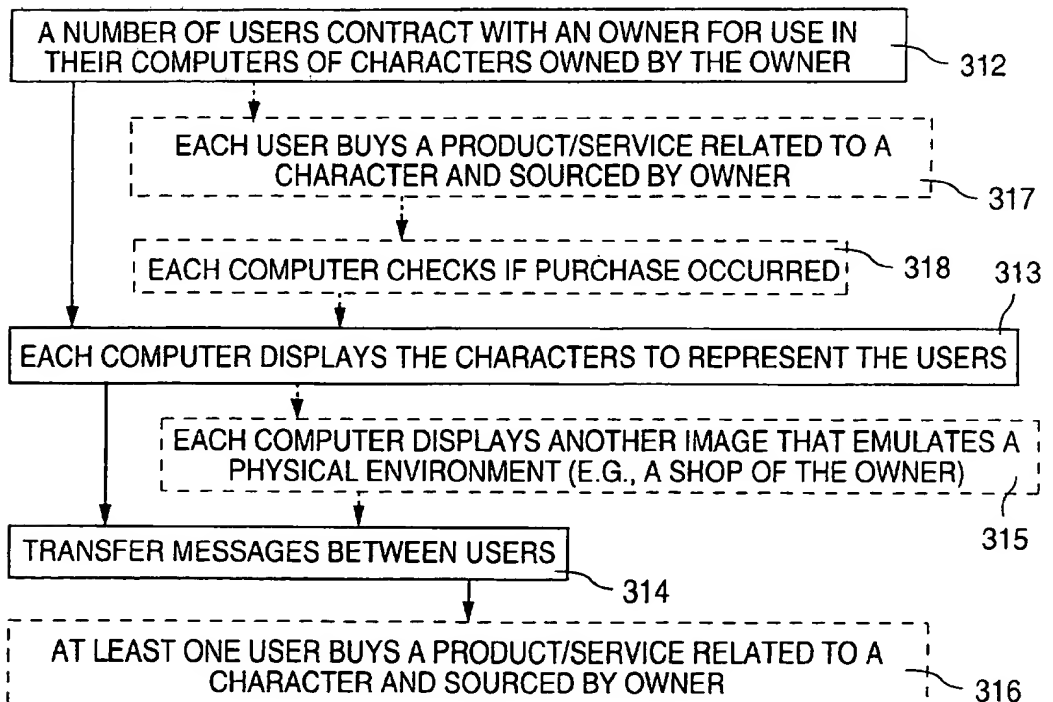 A NUMBER OF USERS CONTRACT WITH AN OWNER FOR USE IN
THEIR COMPUTERS OF CHARACTERS OWNED BY THE OWNER
312
EACH USER BUYS A PRODUCT/SERVICE RELATED TO A
CHARACTER AND SOURCED BY OWNER
317
EACH COMPUTER CHECKS IF PURCHASE OCCURRED
318
313
EACH COMPUTER DISPLAYS THE CHARACTERS TO REPRESENT THE USERS
EACH COMPUTER DISPLAYS ANOTHER IMAGE THAT EMULATES A
PHYSICAL ENVIRONMENT (E.G., A SHOP OF THE OWNER)
315
TRANSFER MESSAGES BETWEEN USERS
314
AT LEAST ONE USER BUYS A PRODUCT/SERVICE RELATED TO A
CHARACTER AND SOURCED BY OWNER
316